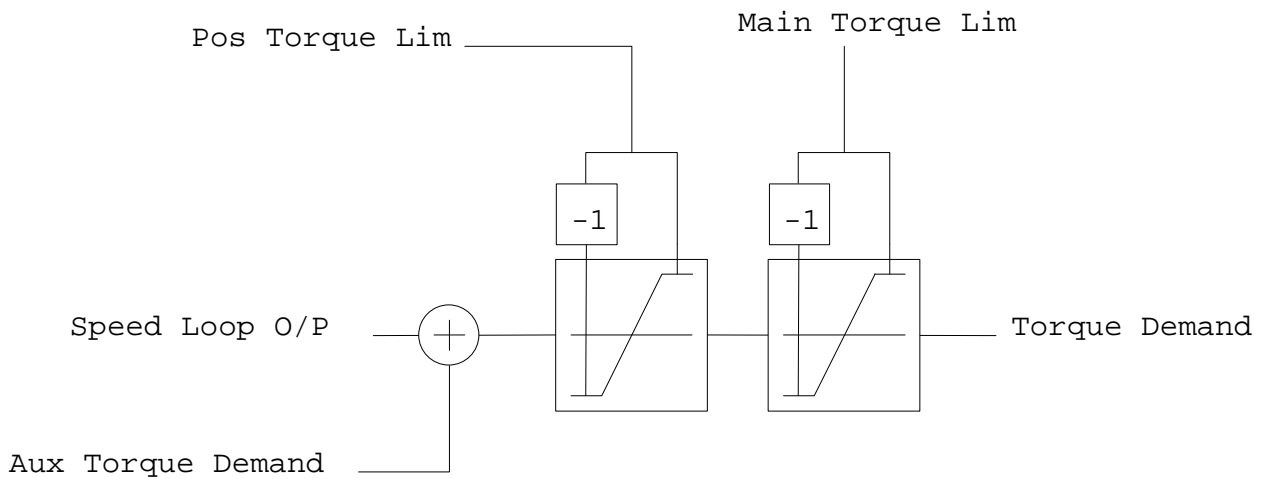 Main Torque Lim
Pos Torque Lim
-1
-1
Speed Loop O/P
Torque Demand
Aux Torque Demand